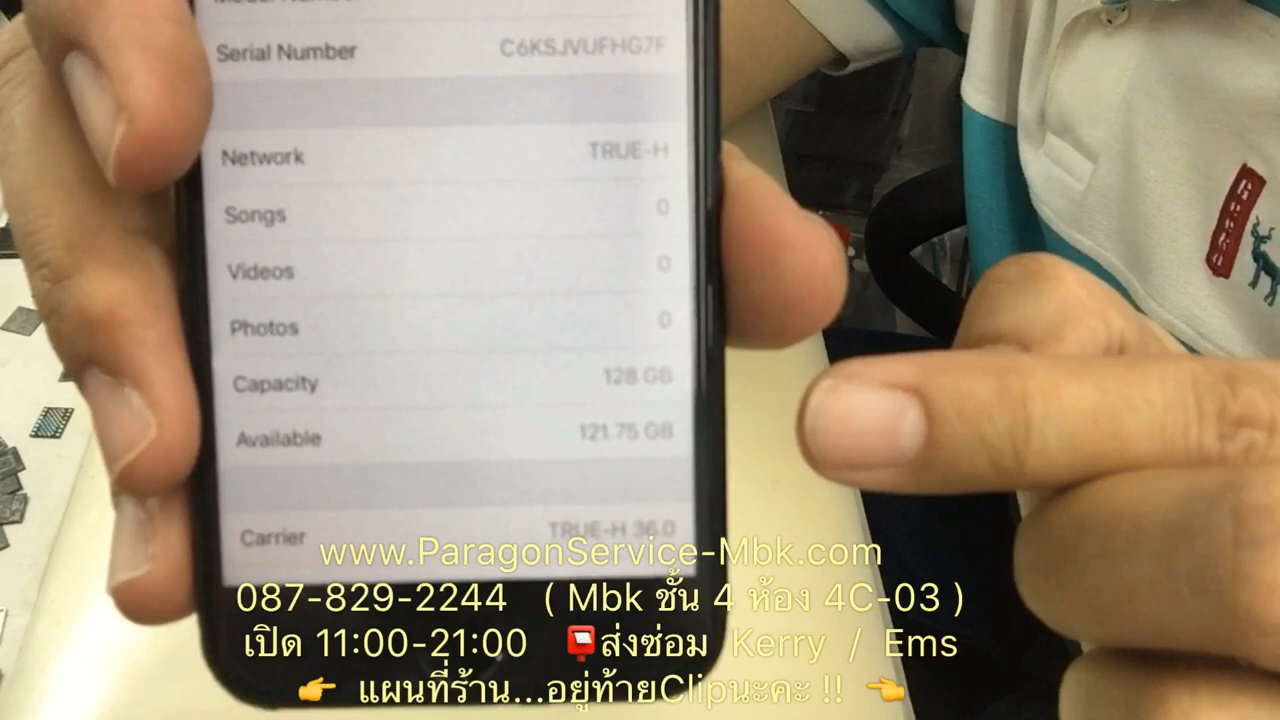 Model Number
Serial Number C6KSJVUFHG7F
Network TRUE-H
Songs 0
Videos 0
Photos 0
Capacity 128 GB
Available 121.75 GB
Carrier TRUE-H 36.0
www.ParagonService-Mbk.com
087-829-2244 ( Mbk ชั้น 4 ห้อง 4C-03 )
เปิด 11:00-21:00 📮ส่งซ่อม Kerry / Ems
👉 แผนที่ร้าน...อยู่ท้ายClipนะคะ !! 👈